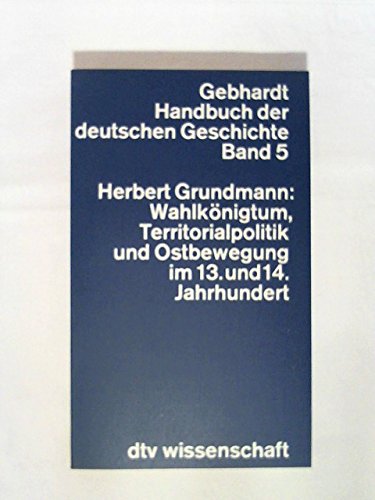 Gebhardt
Handbuch der
deutschen Geschichte
Band 5
Herbert Grundmann:
Wahlkönigtum,
Territorialpolitik
und Ostbewegung
im 13. und 14.
Jahrhundert
dtv wissenschaft